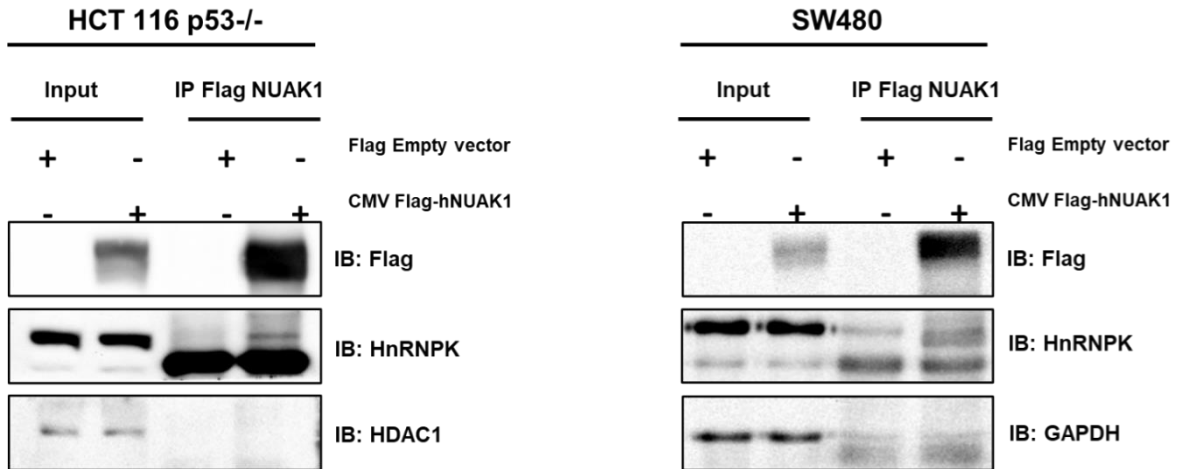 HCT 116 p53-/-
Input IP Flag NUAK1
+ - + - Flag Empty vector
- + - + CMV Flag-hNUAK1
IB: Flag
IB: HnRNPK
IB: HDAC1
SW480
Input IP Flag NUAK1
+ - + - Flag Empty vector
- + - + CMV Flag-hNUAK1
IB: Flag
IB: HnRNPK
IB: GAPDH